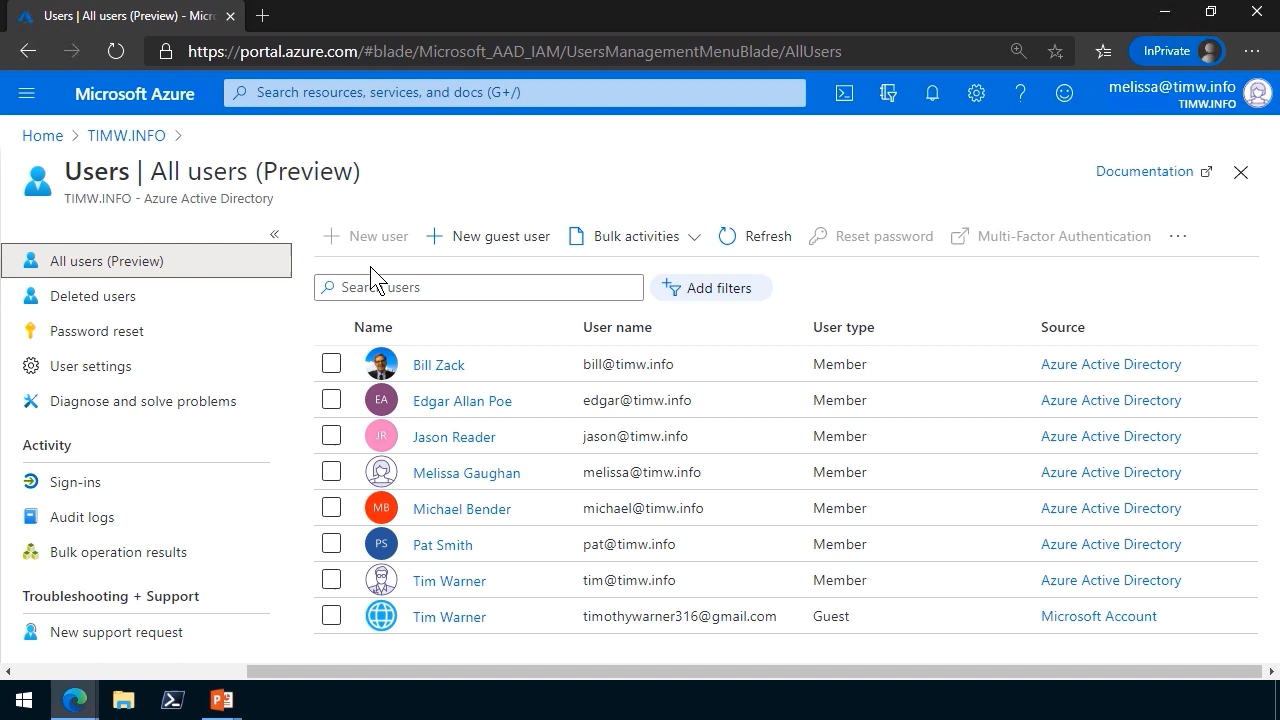 Users | All users (Preview) - Micr
https://portal.azure.com/#blade/Microsoft_AAD_IAM/UsersManagementMenuBlade/AllUsers
InPrivate
Microsoft Azure
Search resources, services, and docs (G+/)
melissa@timw.info
TIMW.INFO
Home > TIMW.INFO >
Users | All users (Preview)
TIMW.INFO - Azure Active Directory
Documentation
All users (Preview)
Deleted users
Password reset
User settings
Diagnose and solve problems
Activity
Sign-ins
Audit logs
Bulk operation results
Troubleshooting + Support
New support request
New user
New guest user
Bulk activities
Refresh
Reset password
Multi-Factor Authentication
Search users
Add filters
Name User name User type Source
Bill Zack bill@timw.info Member Azure Active Directory
EA Edgar Allan Poe edgar@timw.info Member Azure Active Directory
JR Jason Reader jason@timw.info Member Azure Active Directory
Melissa Gaughan melissa@timw.info Member Azure Active Directory
MB Michael Bender michael@timw.info Member Azure Active Directory
PS Pat Smith pat@timw.info Member Azure Active Directory
Tim Warner tim@timw.info Member Azure Active Directory
Tim Warner timothywarner316@gmail.com Guest Microsoft Account